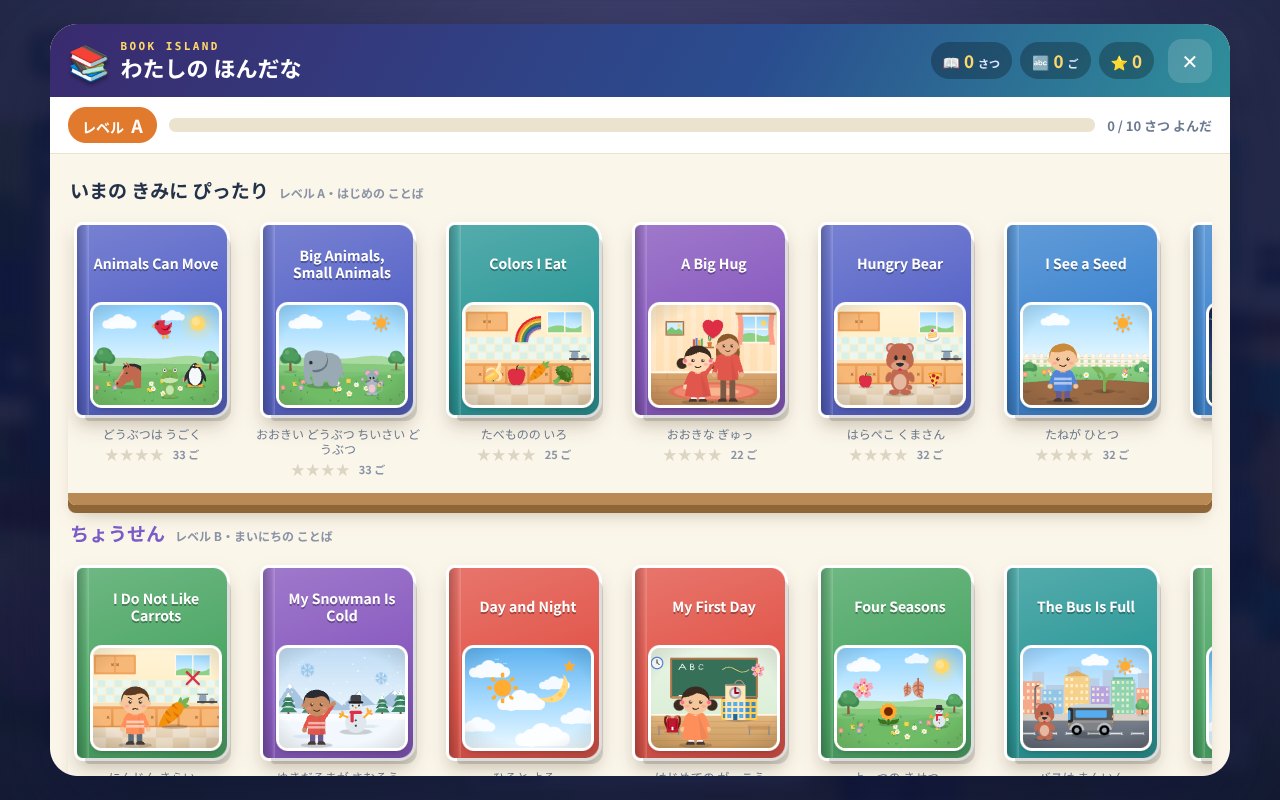 BOOK ISLAND
わたしの ほんだな
0 さつ
abc 0 ご
0
レベル A
0 / 10 さつ よんだ
いまの きみに ぴったり レベル A・はじめの ことば
Animals Can Move
どうぶつは うごく
★★★★ 33 ご
Big Animals,
Small Animals
おおきい どうぶつ ちいさい ど
うぶつ
★★★★ 33 ご
Colors I Eat
たべものの いろ
★★★★ 25 ご
A Big Hug
おおきな ぎゅっ
★★★★ 22 ご
Hungry Bear
はらぺこ くまさん
★★★★ 32 ご
I See a Seed
たねが ひとつ
★★★★ 32 ご
ちょうせん レベル B・まいにちの ことば
I Do Not Like
Carrots
My Snowman Is
Cold
Day and Night
My First Day
A B C
Four Seasons
The Bus Is Full